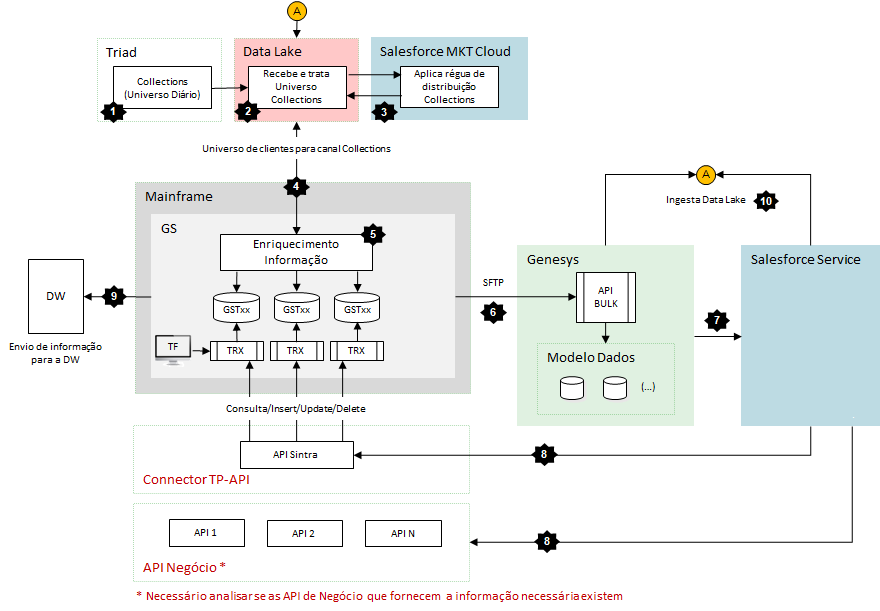 A
Triad
Collections
(Universo Diário)
1
Data Lake
Recebe e trata
Universo
Collections
2
Salesforce MKT Cloud
Aplica régua de
distribuição
Collections
3
Universo de clientes para canal Collections
4
Mainframe
GS
Enriquecimento
Informação
5
GSTxx
GSTxx
GSTxx
TF
TRX
TRX
TRX
DW
9
Envio de informação
para a DW
SFTP
6
A
Ingesta Data Lake
10
Genesys
API
BULK
Modelo Dados
(...)
7
Salesforce Service
Consulta/Insert/Update/Delete
API Sintra
Connector TP-API
8
API 1
API 2
API N
API Negócio *
8
* Necessário analisar se as API de Negócio que fornecem a informação necessária existem